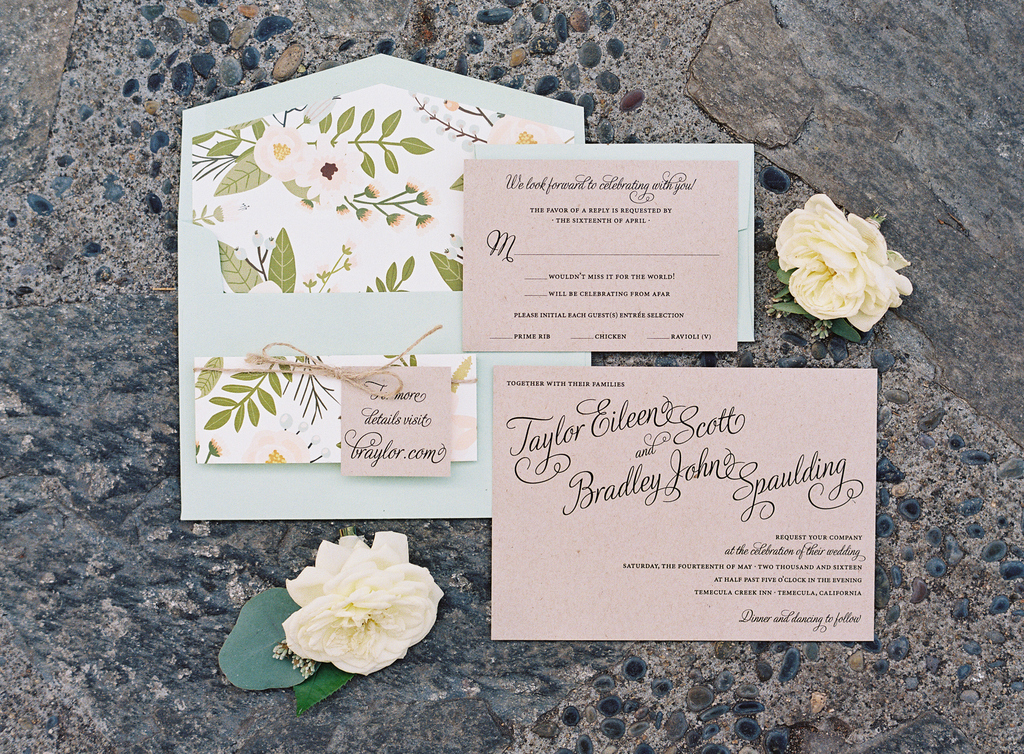 We look forward to celebrating with you!
THE FAVOR OF A REPLY IS REQUESTED BY
· THE SIXTEENTH OF APRIL ·
M
WOULDN'T MISS IT FOR THE WORLD!
WILL BE CELEBRATING FROM AFAR
PLEASE INITIAL EACH GUEST(S) ENTRÉE SELECTION
PRIME RIB CHICKEN RAVIOLI (V)
For more
details visit
braylor.com
TOGETHER WITH THEIR FAMILIES
Taylor Eileen Scott
and
Bradley John Spaulding
REQUEST YOUR COMPANY
at the celebration of their wedding
SATURDAY, THE FOURTEENTH OF MAY · TWO THOUSAND AND SIXTEEN
AT HALF PAST FIVE O'CLOCK IN THE EVENING
TEMECULA CREEK INN · TEMECULA, CALIFORNIA
Dinner and dancing to follow